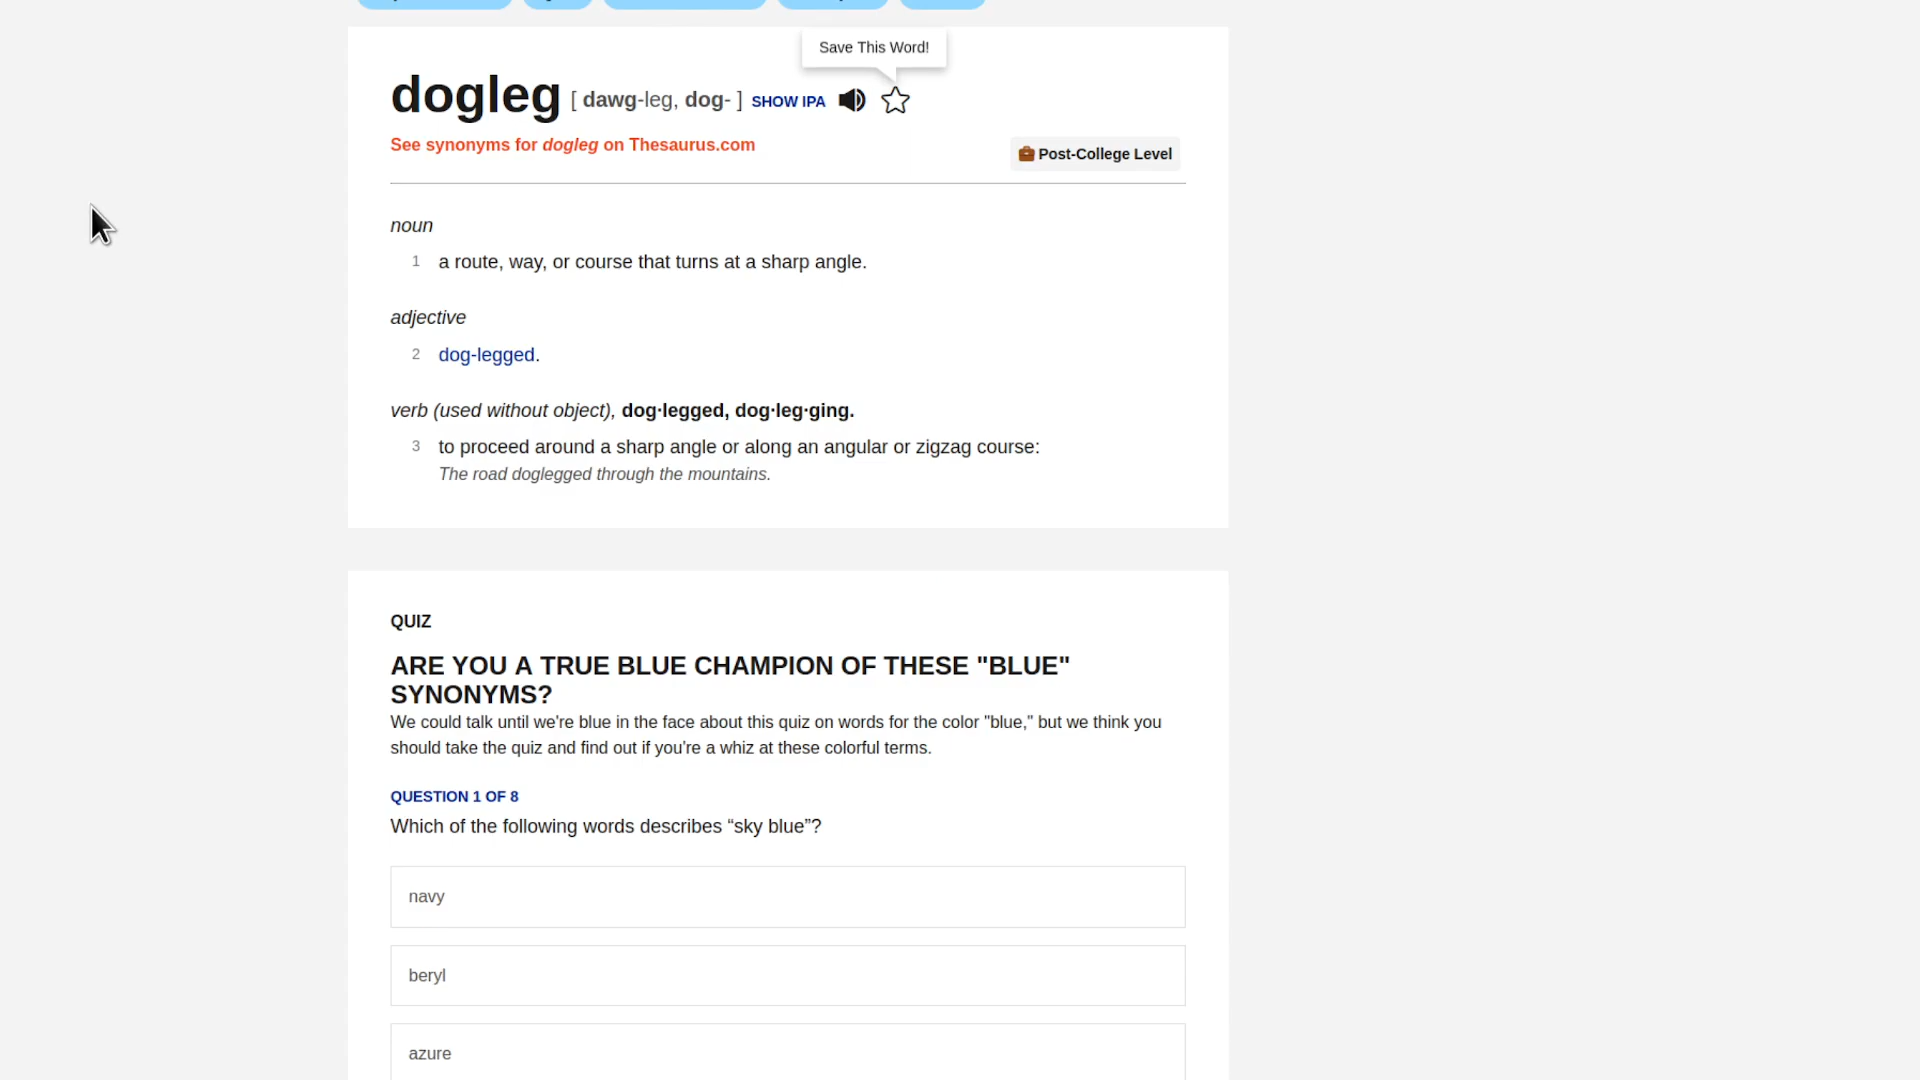 Save This Word!
dogleg [ dawg-leg, dog- ] SHOW IPA
See synonyms for dogleg on Thesaurus.com
Post-College Level
noun
1 a route, way, or course that turns at a sharp angle.
adjective
2 dog-legged.
verb (used without object), dog·legged, dog·leg·ging.
3 to proceed around a sharp angle or along an angular or zigzag course:
The road doglegged through the mountains.
QUIZ
ARE YOU A TRUE BLUE CHAMPION OF THESE "BLUE"
SYNONYMS?
We could talk until we're blue in the face about this quiz on words for the color "blue," but we think you
should take the quiz and find out if you're a whiz at these colorful terms.
QUESTION 1 OF 8
Which of the following words describes “sky blue”?
navy
beryl
azure